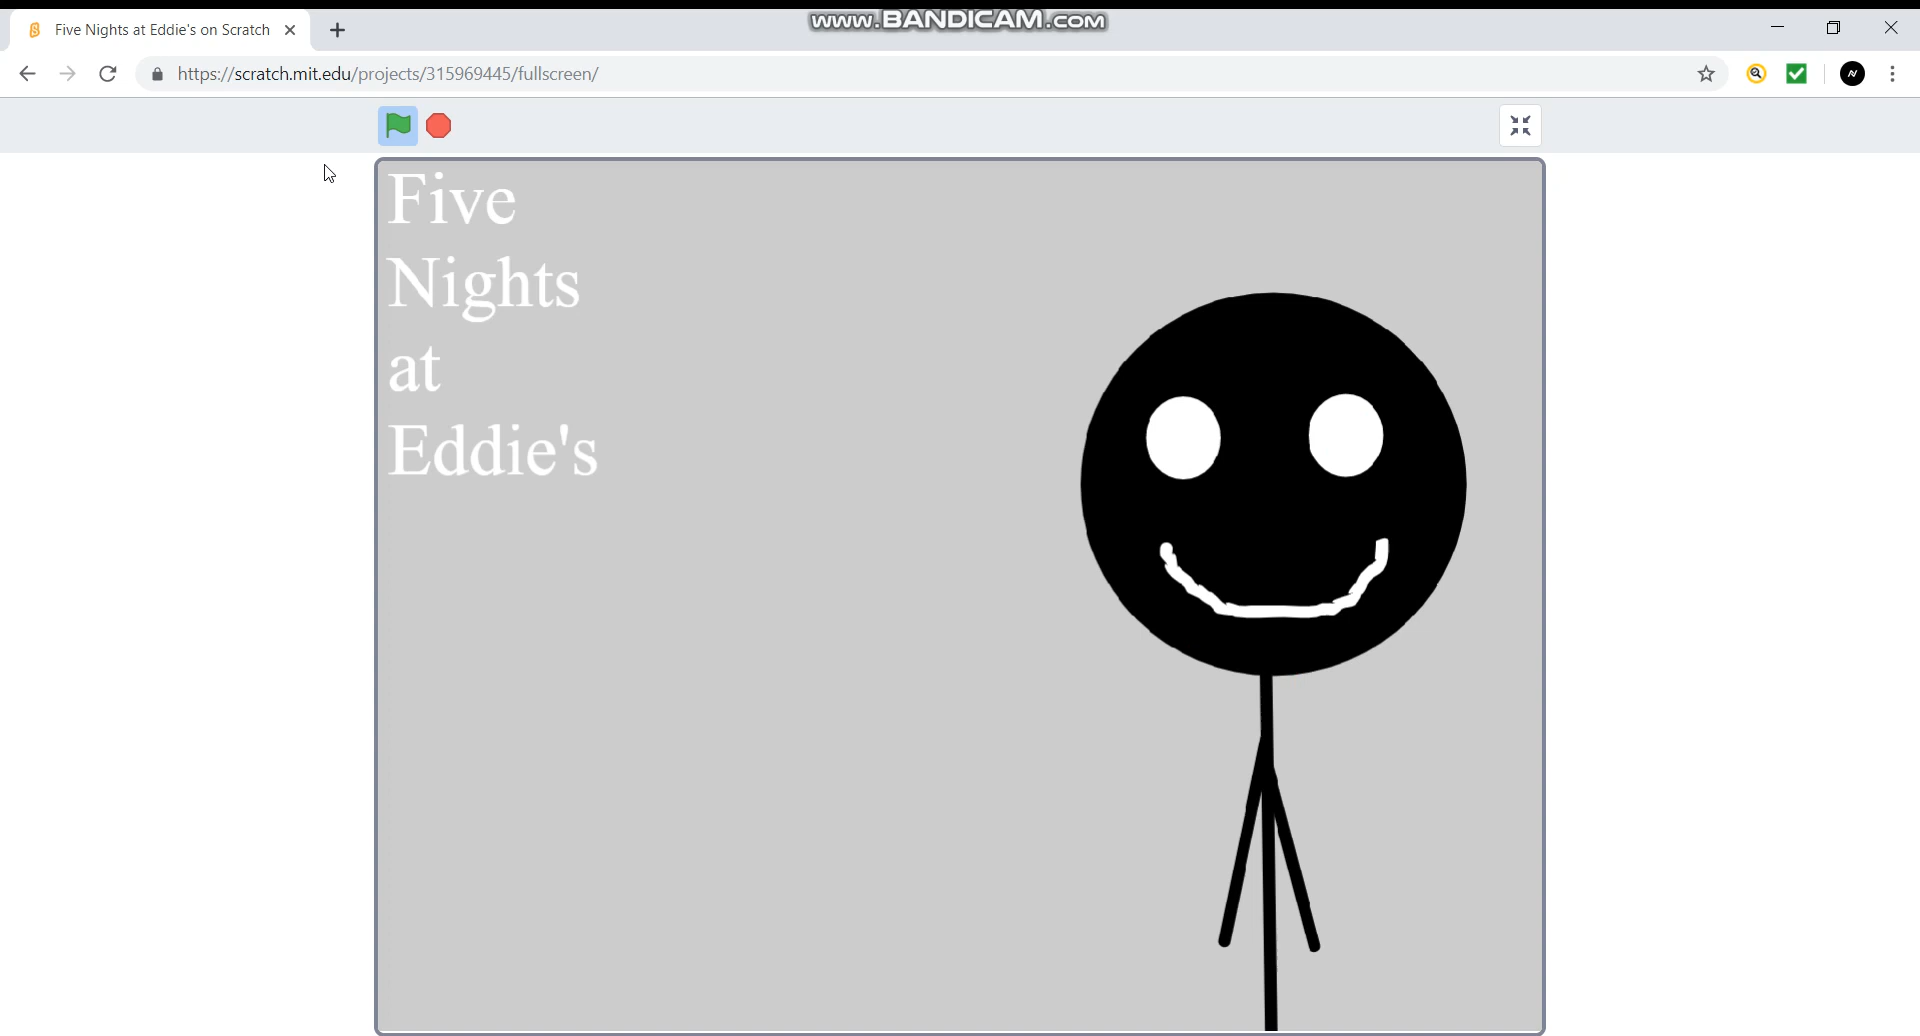 www.BANDICAM.com
Five Nights at Eddie's on Scratch
https://scratch.mit.edu/projects/315969445/fullscreen/
Five
Nights
at
Eddie's